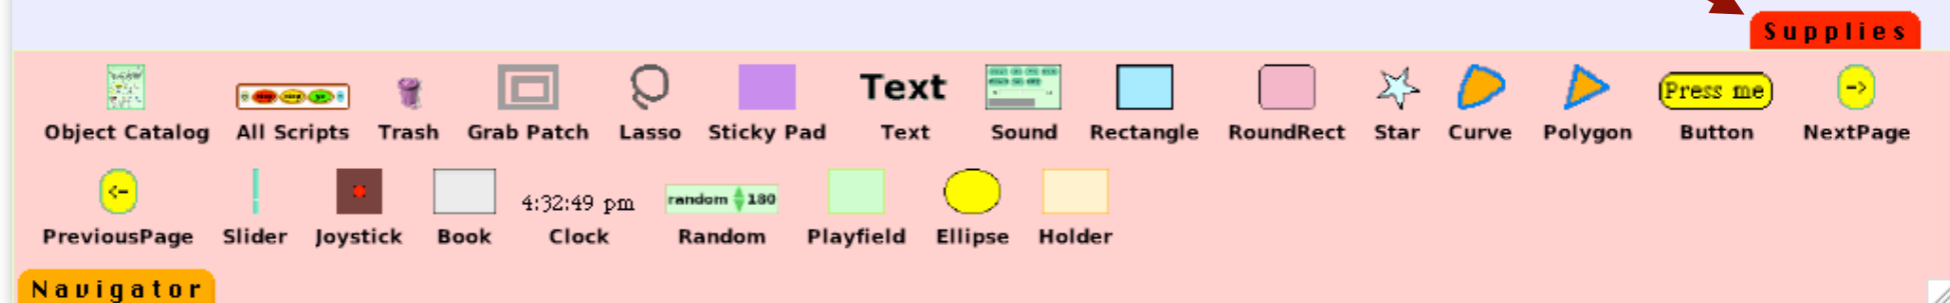 Supplies
Text
Press me
->
Object Catalog All Scripts Trash Grab Patch Lasso Sticky Pad Text Sound Rectangle RoundRect Star Curve Polygon Button NextPage
<-
4:32:49 pm
random 180
PreviousPage Slider Joystick Book Clock Random Playfield Ellipse Holder
Navigator